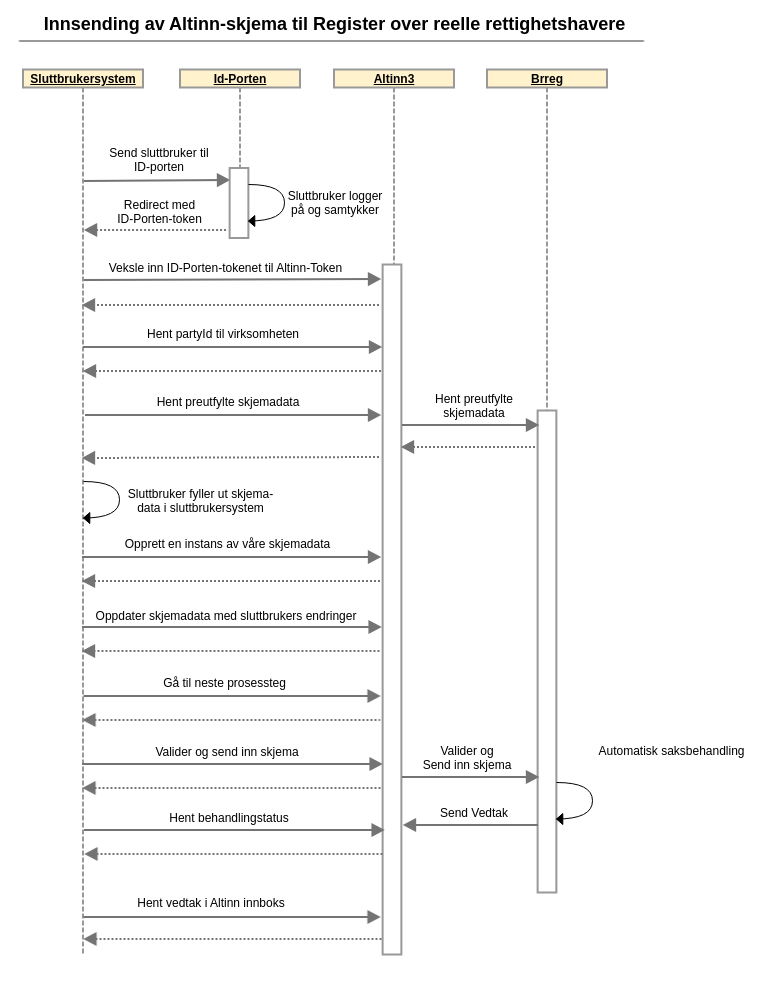 Innsending av Altinn-skjema til Register over reelle rettighetshavere
Sluttbrukersystem
Id-Porten
Altinn3
Brreg
Send sluttbruker til
ID-porten
Sluttbruker logger
på og samtykker
Redirect med
ID-Porten-token
Veksle inn ID-Porten-tokenet til Altinn-Token
Hent partyId til virksomheten
Hent preutfylte skjemadata
Hent preutfylte
skjemadata
Sluttbruker fyller ut skjema-
data i sluttbrukersystem
Opprett en instans av våre skjemadata
Oppdater skjemadata med sluttbrukers endringer
Gå til neste prosessteg
Valider og send inn skjema
Valider og
Send inn skjema
Automatisk saksbehandling
Hent behandlingstatus
Send Vedtak
Hent vedtak i Altinn innboks